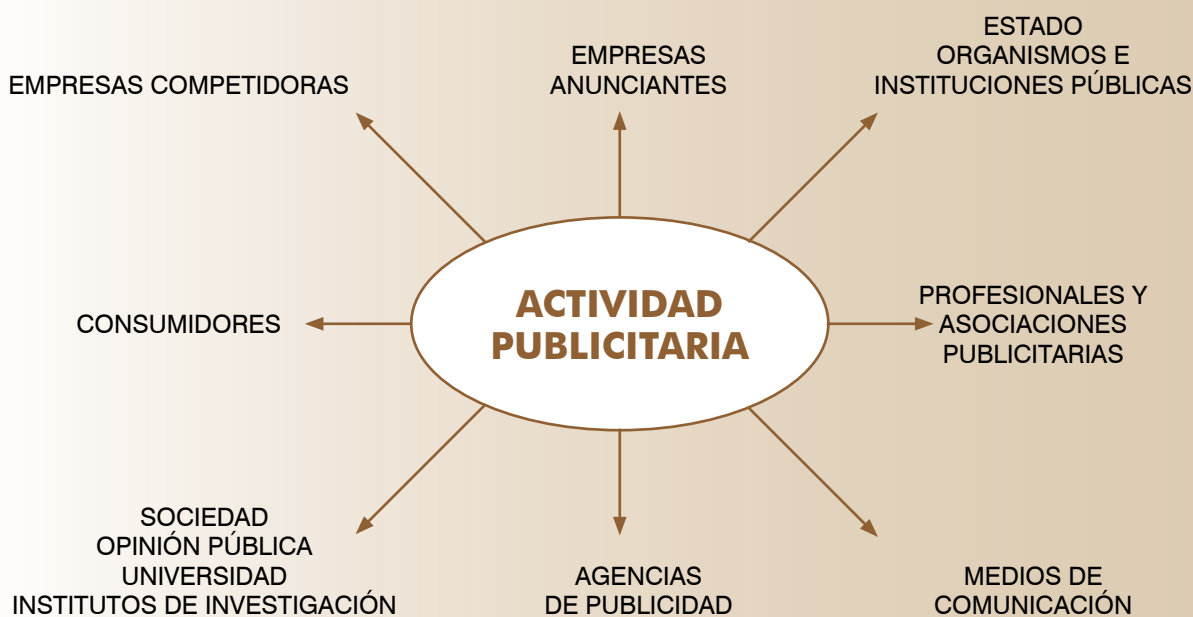 EMPRESAS COMPETIDORAS
EMPRESAS
ANUNCIANTES
ESTADO
ORGANISMOS E
INSTITUCIONES PÚBLICAS
CONSUMIDORES
ACTIVIDAD
PUBLICITARIA
PROFESIONALES Y
ASOCIACIONES
PUBLICITARIAS
SOCIEDAD
OPINIÓN PÚBLICA
UNIVERSIDAD
INSTITUTOS DE INVESTIGACIÓN
AGENCIAS
DE PUBLICIDAD
MEDIOS DE
COMUNICACIÓN